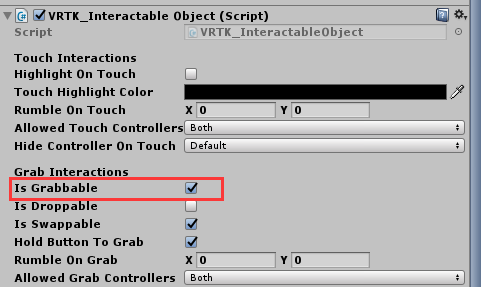 VRTK_Interactable Object (Script)
Script VRTK_InteractableObject
Touch Interactions
Highlight On Touch
Touch Highlight Color
Rumble On Touch X 0 Y 0
Allowed Touch Controllers Both
Hide Controller On Touch Default
Grab Interactions
Is Grabbable
Is Droppable
Is Swappable
Hold Button To Grab
Rumble On Grab X 0 Y 0
Allowed Grab Controllers Both